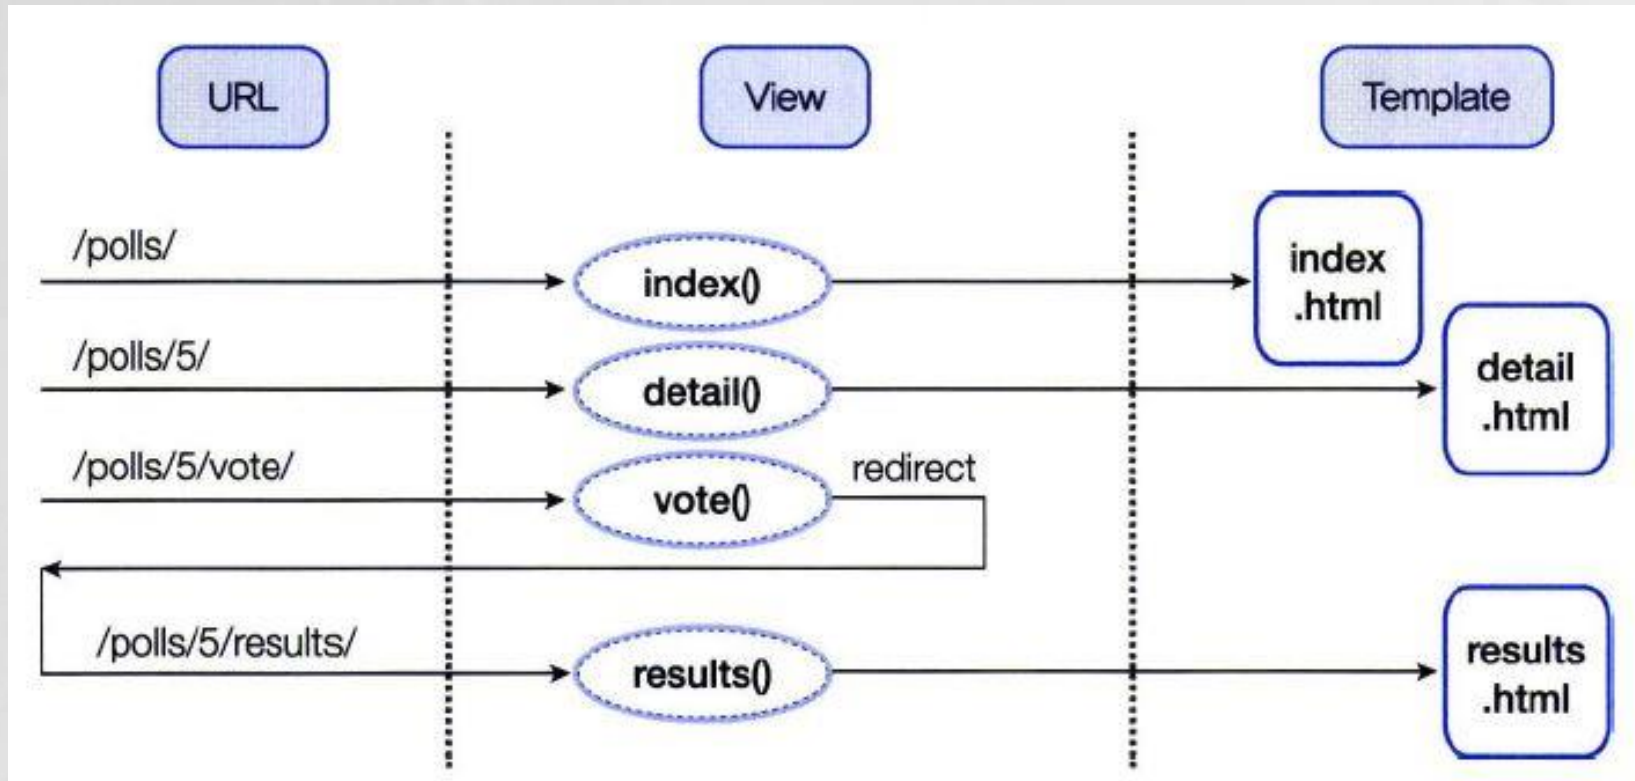 URL
View
Template
/polls/
index()
index
.html
/polls/5/
detail()
detail
.html
/polls/5/vote/
vote()
redirect
/polls/5/results/
results()
results
.html